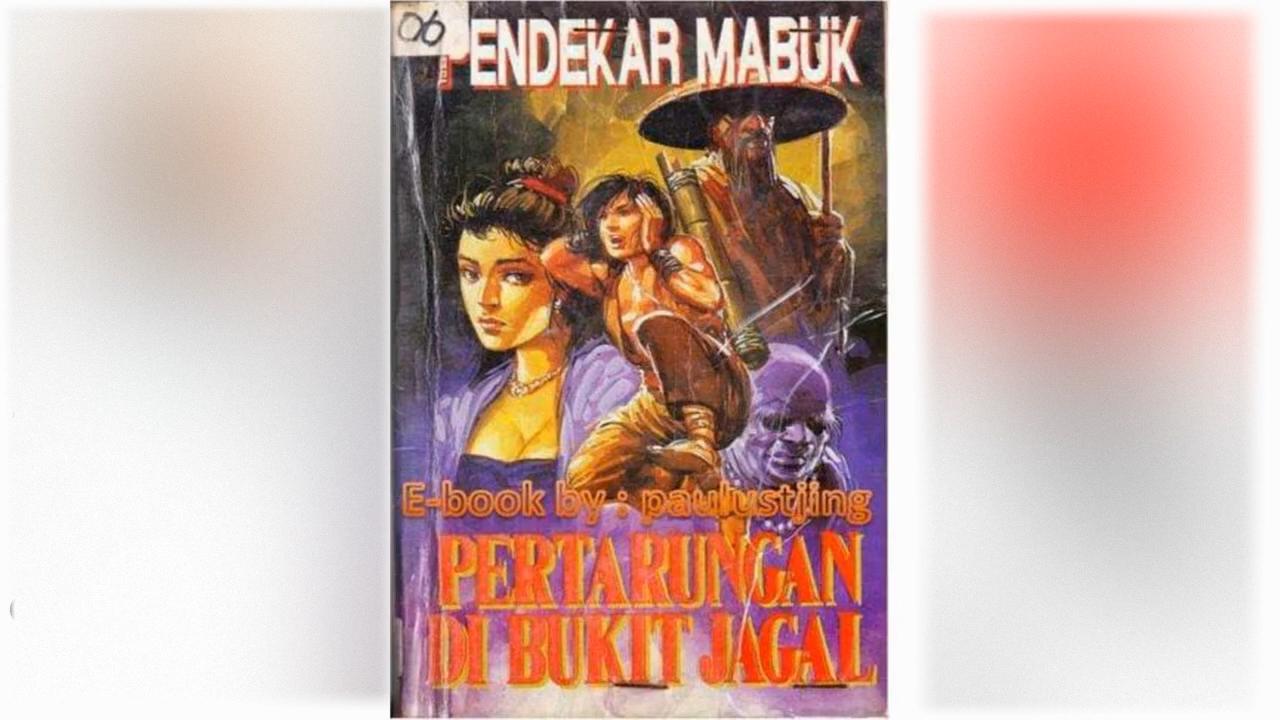 06
PENDEKAR MABUK
E-book by : paulustjing
PERTARUNGAN
DI BUKIT JAGAL